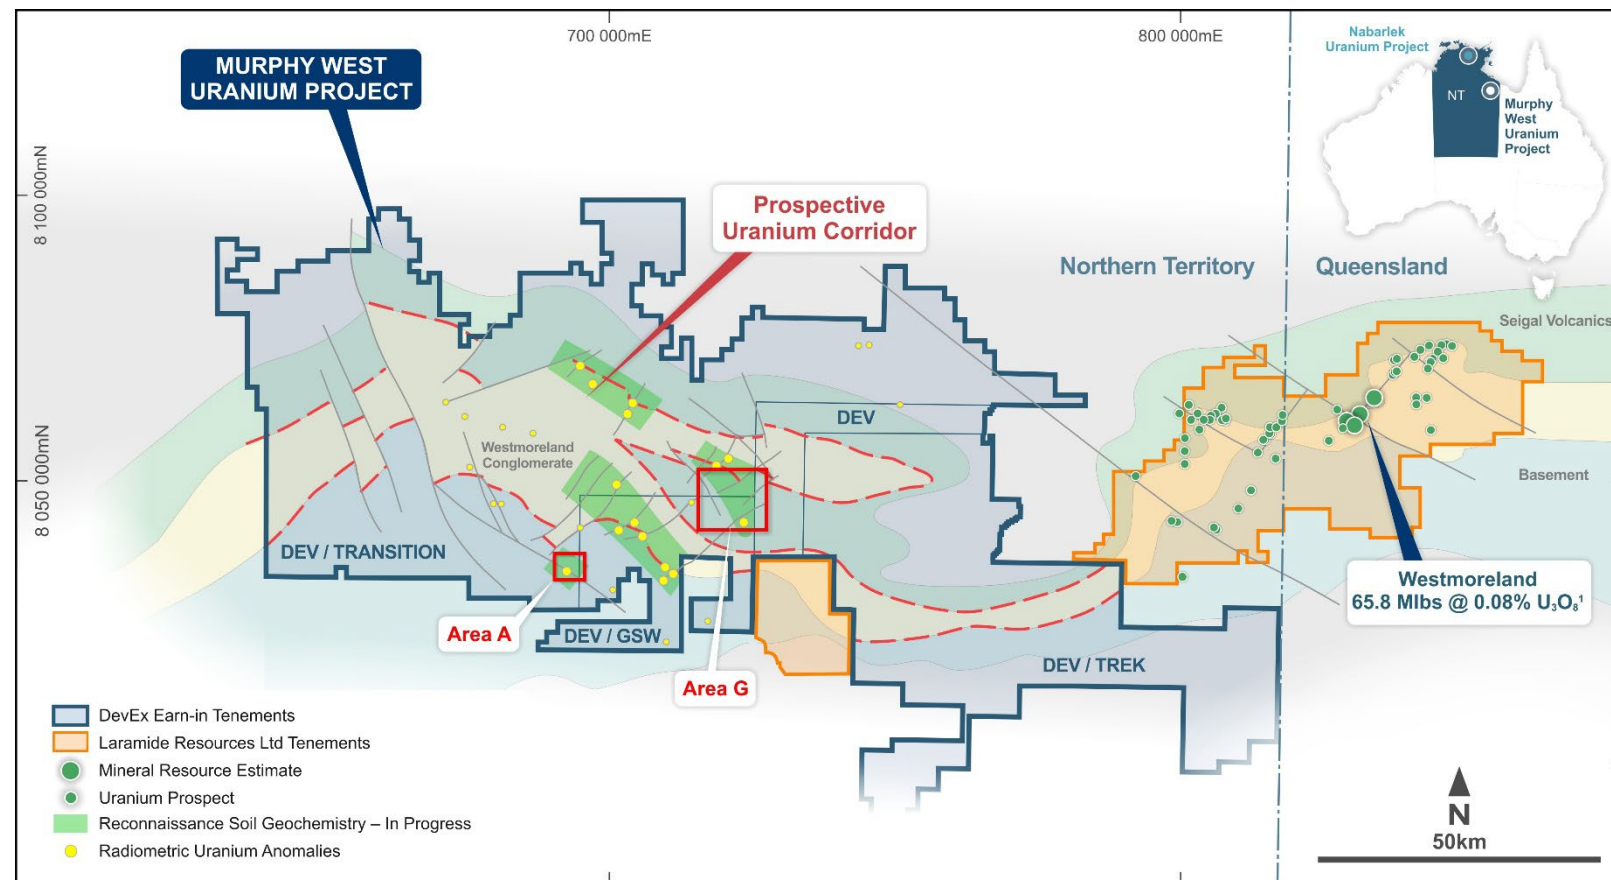 700 000mE
800 000mE
8 100 000mN
8 050 000mN
MURPHY WEST
URANIUM PROJECT
Nabarlek
Uranium Project
NT
Murphy
West
Uranium
Project
Prospective
Uranium Corridor
Northern Territory
Queensland
Seigal Volcanics
DEV
Westmoreland
Conglomerate
Basement
DEV / TRANSITION
Westmoreland
65.8 Mlbs @ 0.08% U₃O₈¹
Area A
DEV / GSW
DEV / TREK
Area G
DevEx Earn-in Tenements
Laramide Resources Ltd Tenements
Mineral Resource Estimate
Uranium Prospect
Reconnaissance Soil Geochemistry – In Progress
Radiometric Uranium Anomalies
N
50km